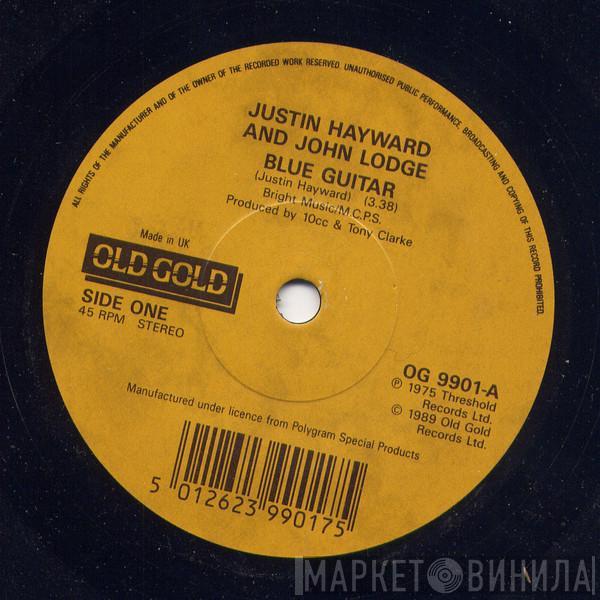 ALL RIGHTS OF THE MANUFACTURER AND OF THE OWNER OF THE RECORDED WORK RESERVED. UNAUTHORISED PUBLIC PERFORMANCE, BROADCASTING AND COPYING OF THIS RECORD PROHIBITED.
JUSTIN HAYWARD
AND JOHN LODGE
BLUE GUITAR
(Justin Hayward) (3.38)
Bright Music/M.C.P.S.
Produced by 10cc & Tony Clarke
Made in UK
OLD GOLD
SIDE ONE
45 RPM STEREO
OG 9901-A
℗ 1975 Threshold
Records Ltd.
© 1989 Old Gold
Records Ltd.
Manufactured under licence from Polygram Special Products
5 012623 990175
МАРКЕТ ВИНИЛА